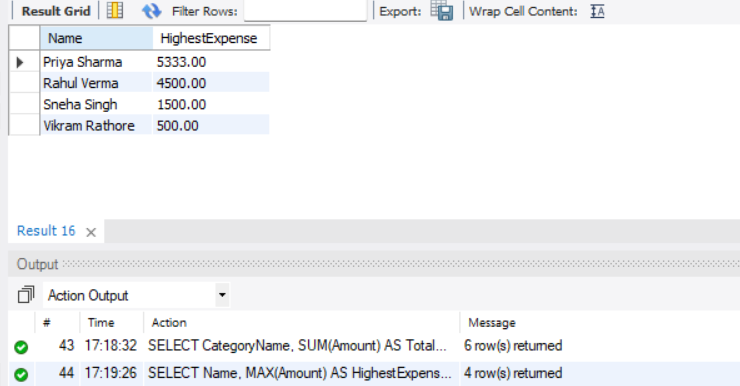 Result Grid Filter Rows: Export: Wrap Cell Content: IA
Name HighestExpense
Priya Sharma 5333.00
Rahul Verma 4500.00
Sneha Singh 1500.00
Vikram Rathore 500.00
Result 16 ×
Output
Action Output
# Time Action Message
43 17:18:32 SELECT CategoryName, SUM(Amount) AS Total... 6 row(s) returned
44 17:19:26 SELECT Name, MAX(Amount) AS HighestExpens... 4 row(s) returned